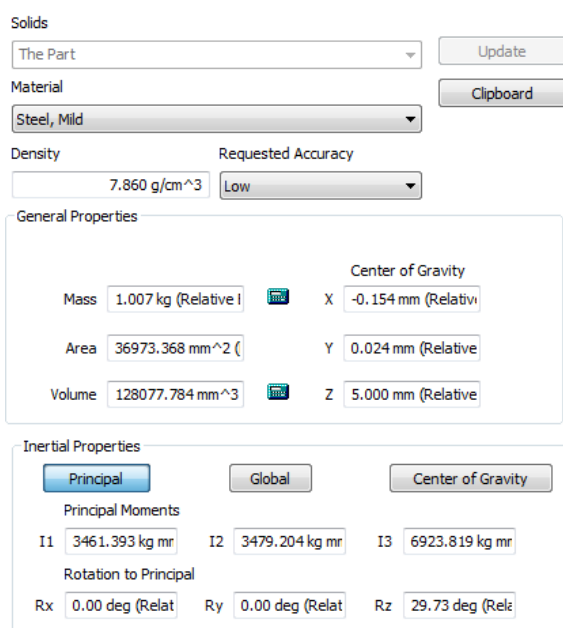 Solids
The Part
Update
Material
Clipboard
Steel, Mild
Density Requested Accuracy
7.860 g/cm^3 Low
General Properties
Center of Gravity
Mass 1.007 kg (Relative X -0.154 mm (Relativ
Area 36973.368 mm^2 ( Y 0.024 mm (Relative
Volume 128077.784 mm^3 Z 5.000 mm (Relative
Inertial Properties
Principal Global Center of Gravity
Principal Moments
I1 3461.393 kg mr I2 3479.204 kg mr I3 6923.819 kg mr
Rotation to Principal
Rx 0.00 deg (Relat Ry 0.00 deg (Relat Rz 29.73 deg (Rela